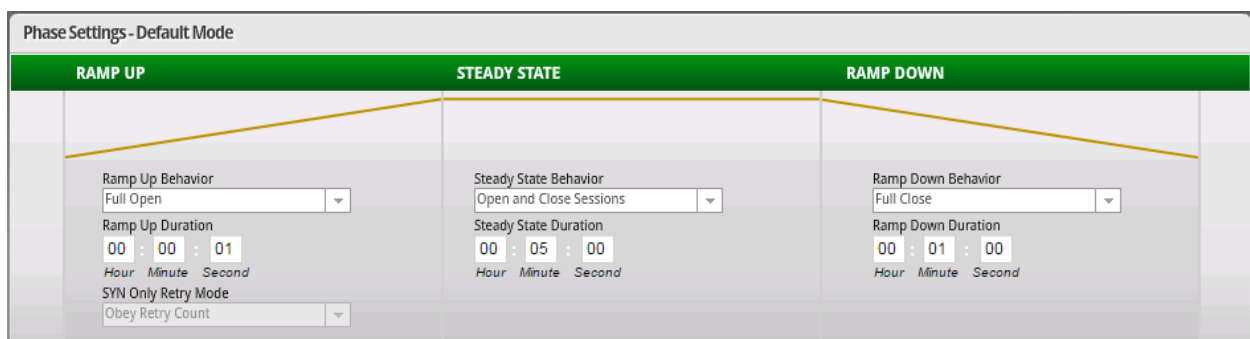 Phase Settings - Default Mode
RAMP UP STEADY STATE RAMP DOWN
Ramp Up Behavior Steady State Behavior Ramp Down Behavior
Full Open Open and Close Sessions Full Close
Ramp Up Duration Steady State Duration Ramp Down Duration
00 : 00 : 01 00 : 05 : 00 00 : 01 : 00
Hour Minute Second Hour Minute Second Hour Minute Second
SYN Only Retry Mode
Obey Retry Count